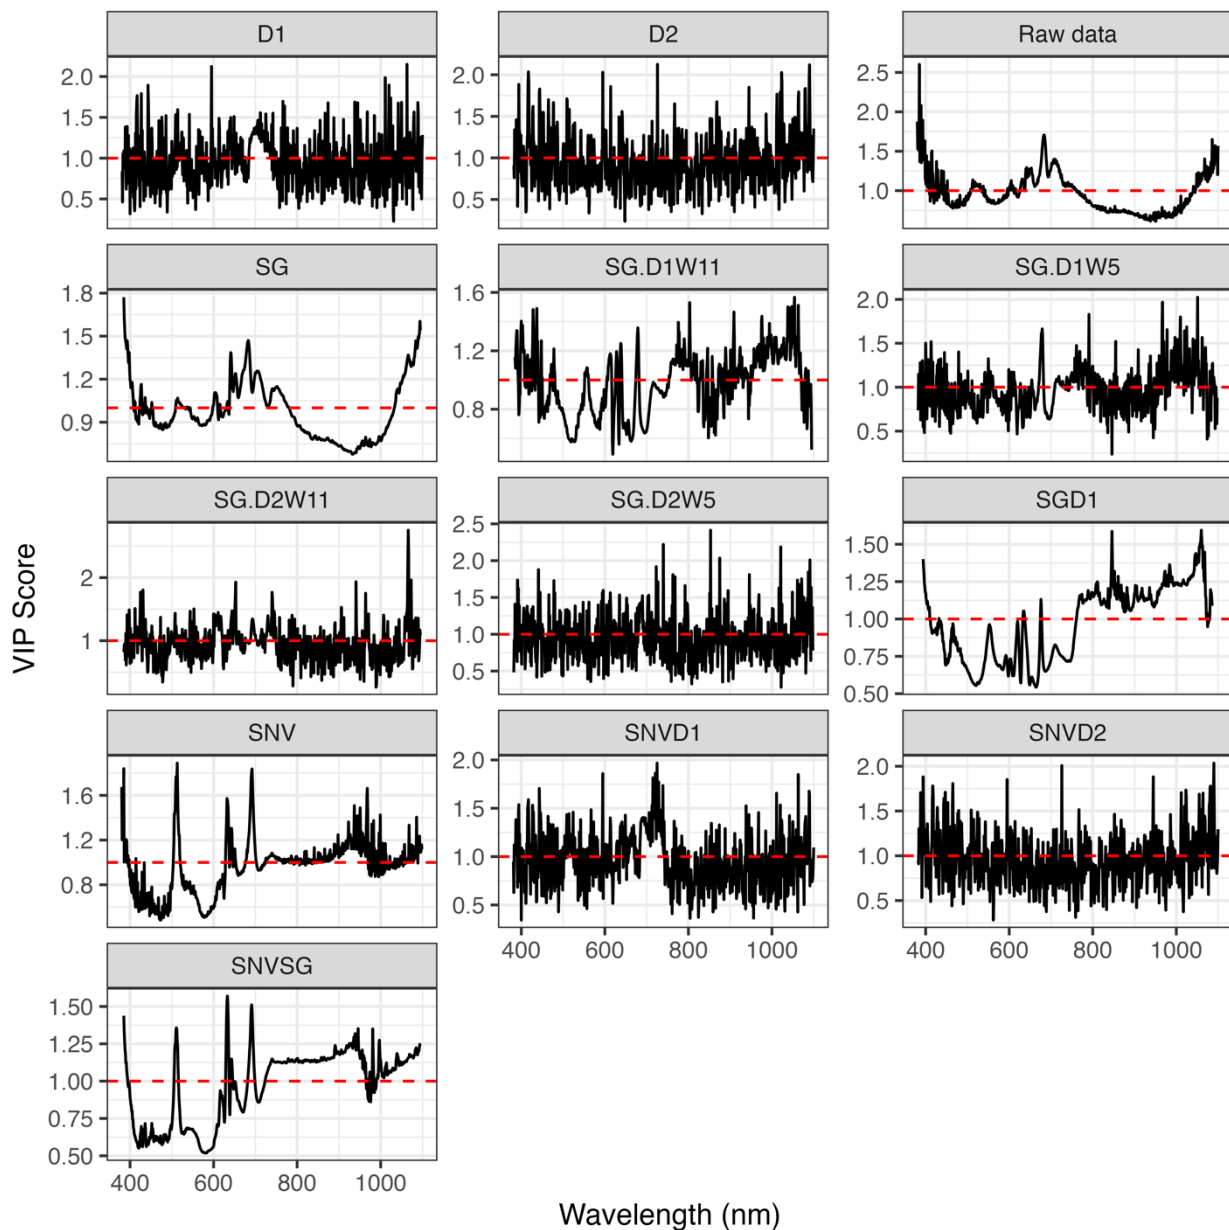 D1 D2 Raw data
2.0 2.0 2.5
1.5 1.5 2.0
1.0 1.0 1.5
0.5 0.5 1.0
SG SG.D1W11 SG.D1W5
1.8 1.6 2.0
1.5 1.2 1.5
1.2 0.8 1.0
0.9 0.5
SG.D2W11 SG.D2W5 SGD1
2 2.5 1.50
1 2.0 1.25
1.5 1.00
1.0 0.75
0.5 0.50
VIP Score
SNV SNVD1 SNVD2
1.6 2.0 2.0
1.2 1.5 1.5
0.8 1.0 1.0
0.5 0.5
400 600 800 1000 400 600 800 1000
SNVSG
1.50
1.25
1.00
0.75
0.50
400 600 800 1000
Wavelength (nm)